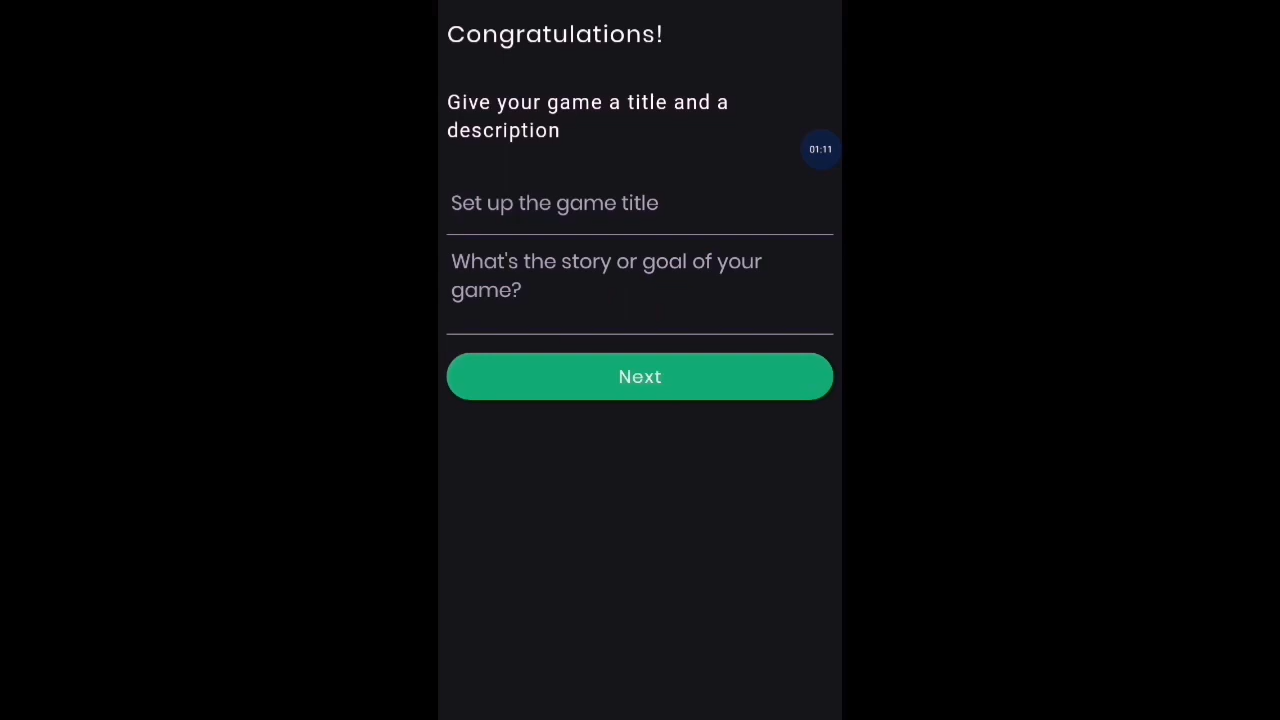 Congratulations!
Give your game a title and a
description
01:11
Set up the game title
What's the story or goal of your
game?
Next